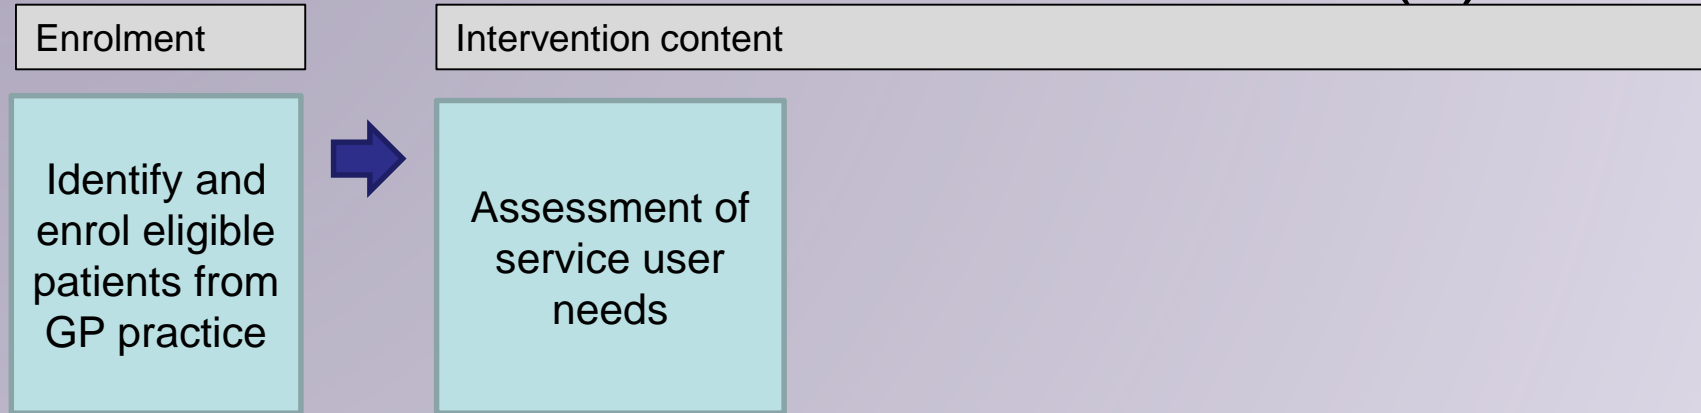 Enrolment
Intervention content
Identify and
enrol eligible
patients from
GP practice
Assessment of
service user
needs